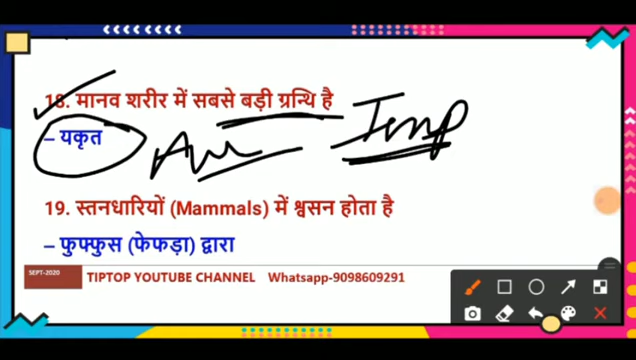 18. मानव शरीर में सबसे बड़ी ग्रन्थि है
– यकृत
Imp
19. स्तनधारियों (Mammals) में श्वसन होता है
– फुफ्फुस (फेफड़ा) द्वारा
SEPT-2020 TIPTOP YOUTUBE CHANNEL Whatsapp-9098609291